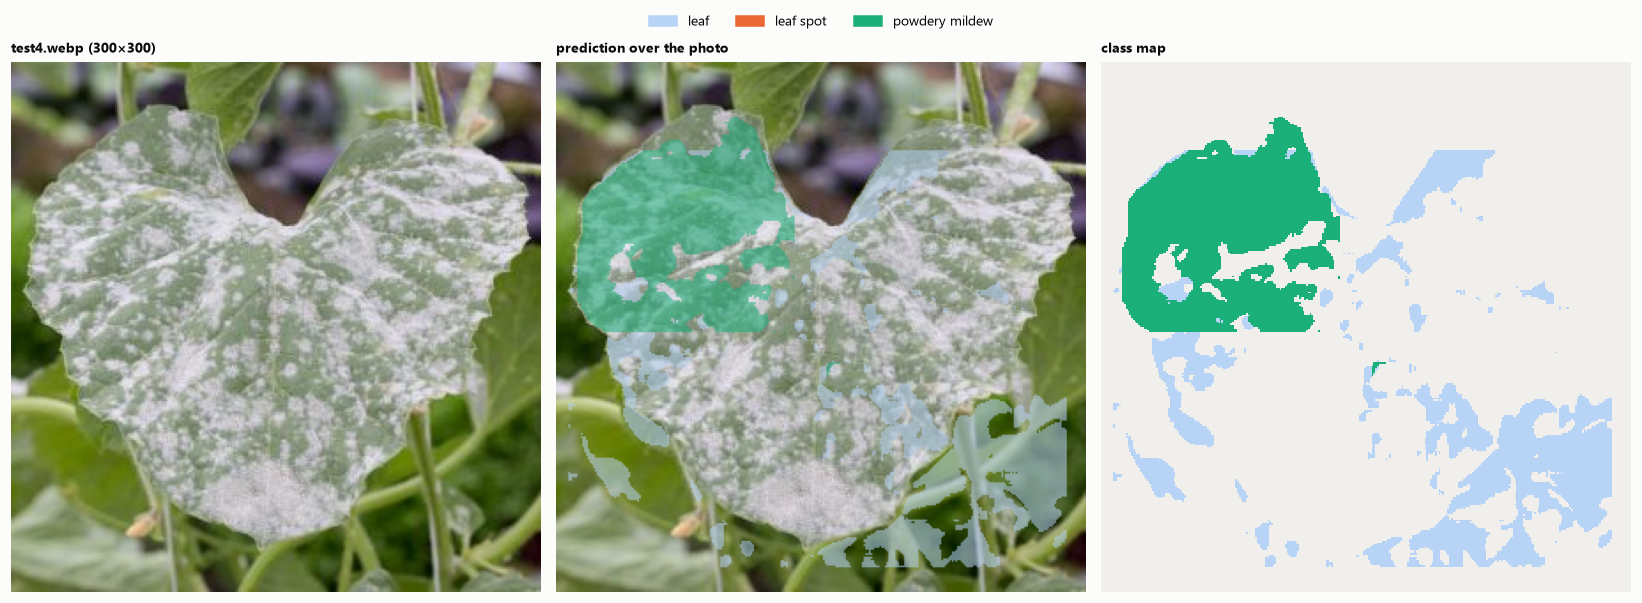 leaf leaf spot powdery mildew
test4.webp (300×300) prediction over the photo class map